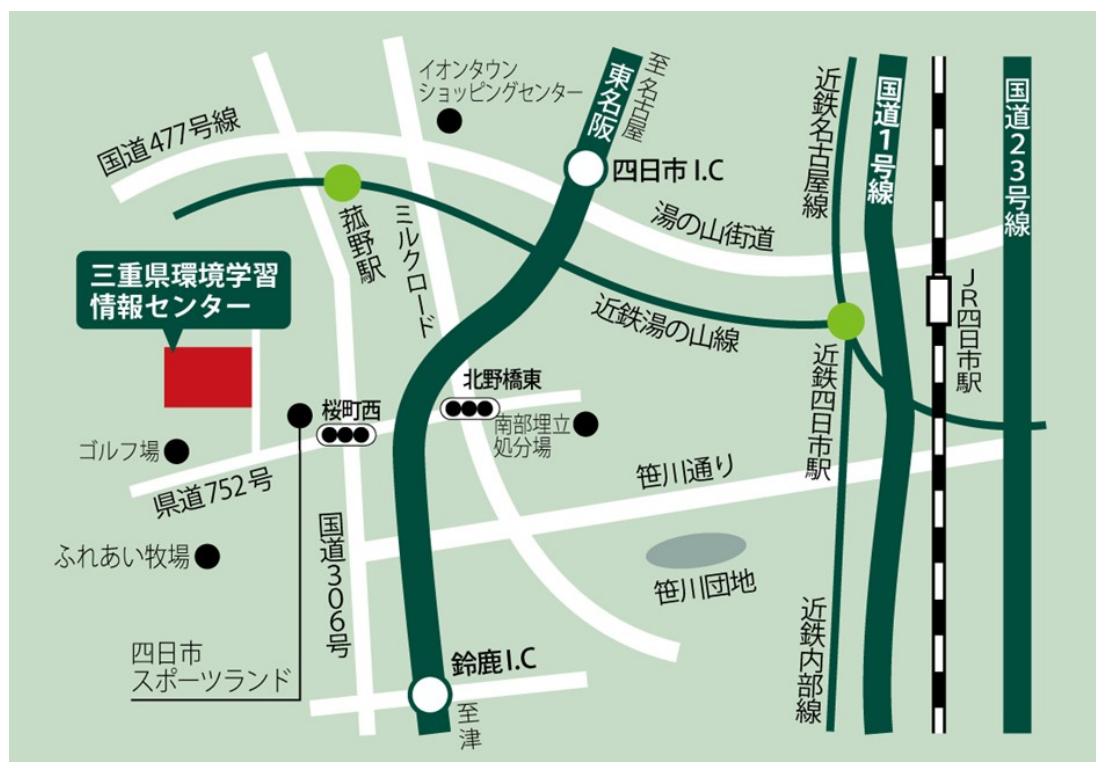 イオンタウン
ショッピングセンター
東名阪
至 名古屋
国道477号線
四日市 I.C
湯の山街道
近鉄名古屋線
国道1号線
国道23号線
菰野駅
ミルクロード
三重県環境学習
情報センター
近鉄湯の山線
JR四日市駅
近鉄四日市駅
北野橋東
桜町西
南部埋立
処分場
ゴルフ場
県道752号
笹川通り
国道306号
ふれあい牧場
笹川団地
近鉄内部線
四日市
スポーツランド
鈴鹿I.C
至 津